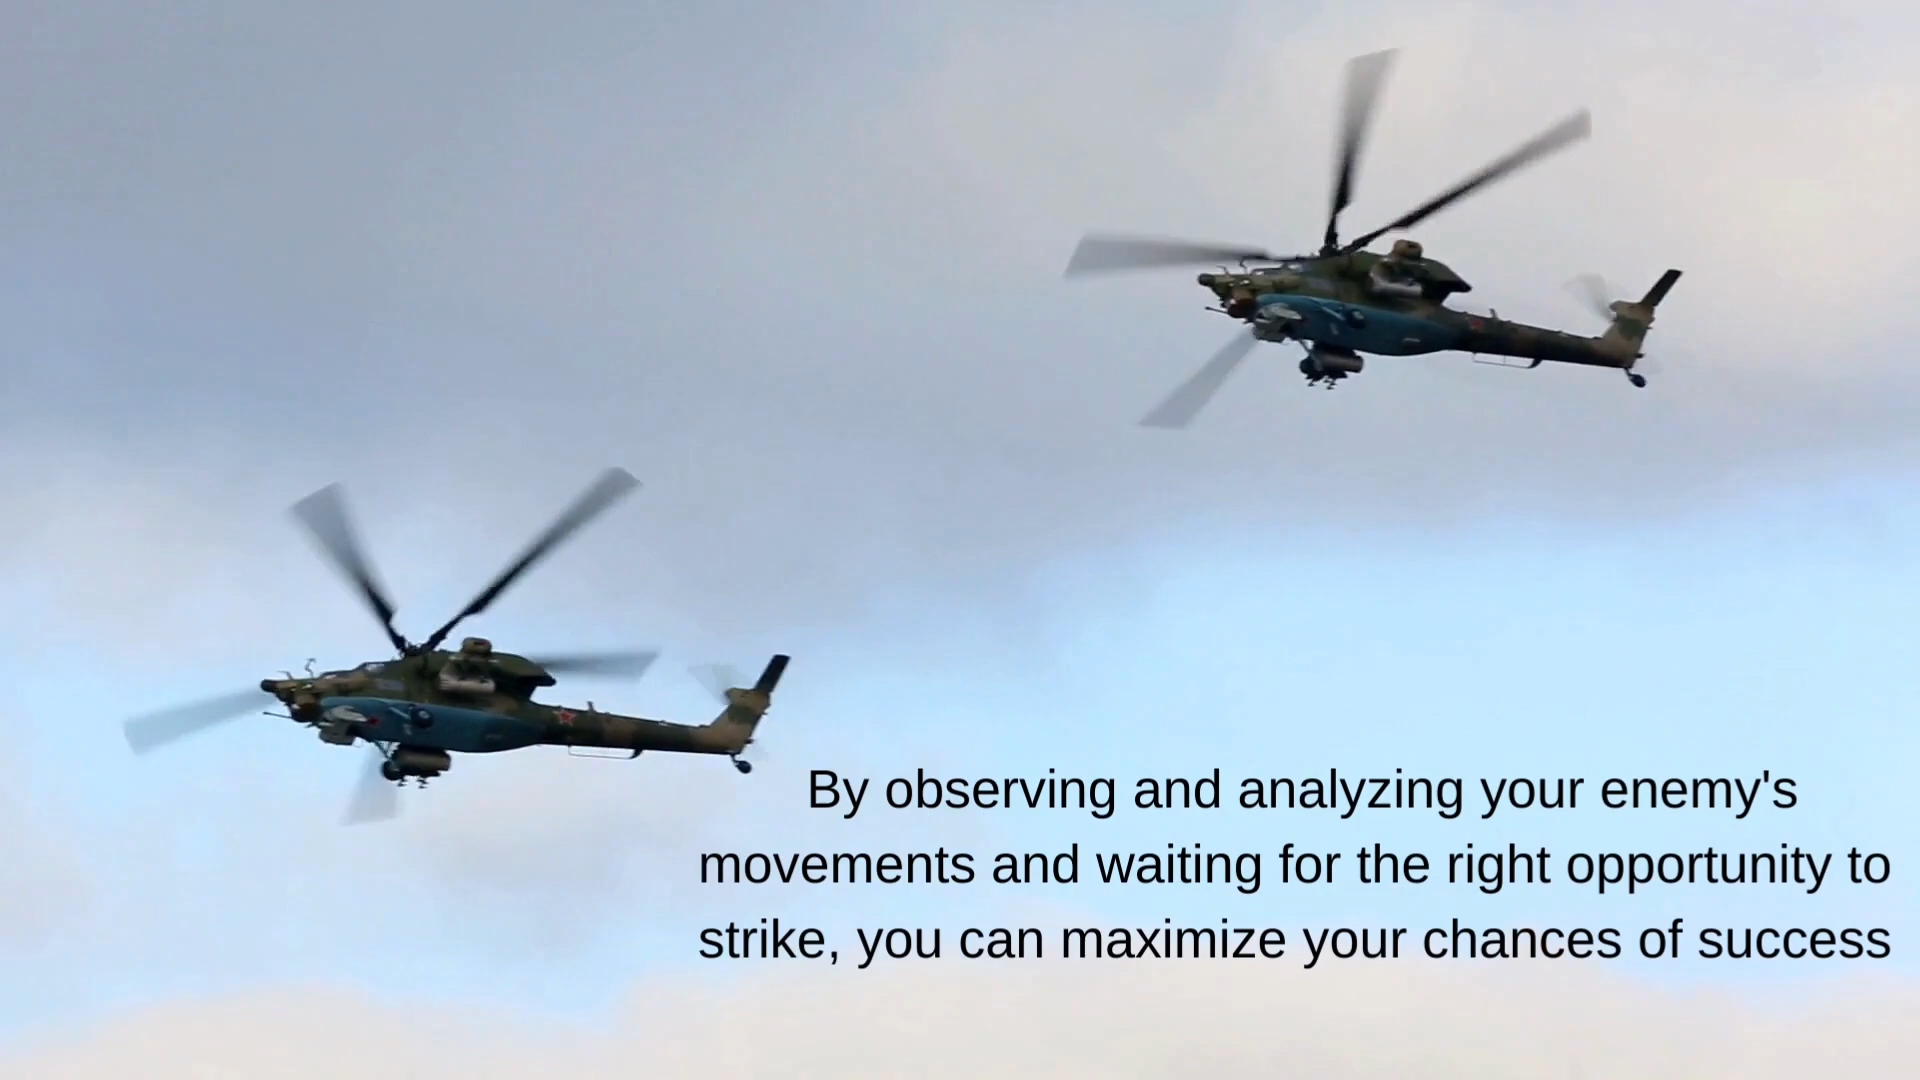 By observing and analyzing your enemy's
movements and waiting for the right opportunity to
strike, you can maximize your chances of success